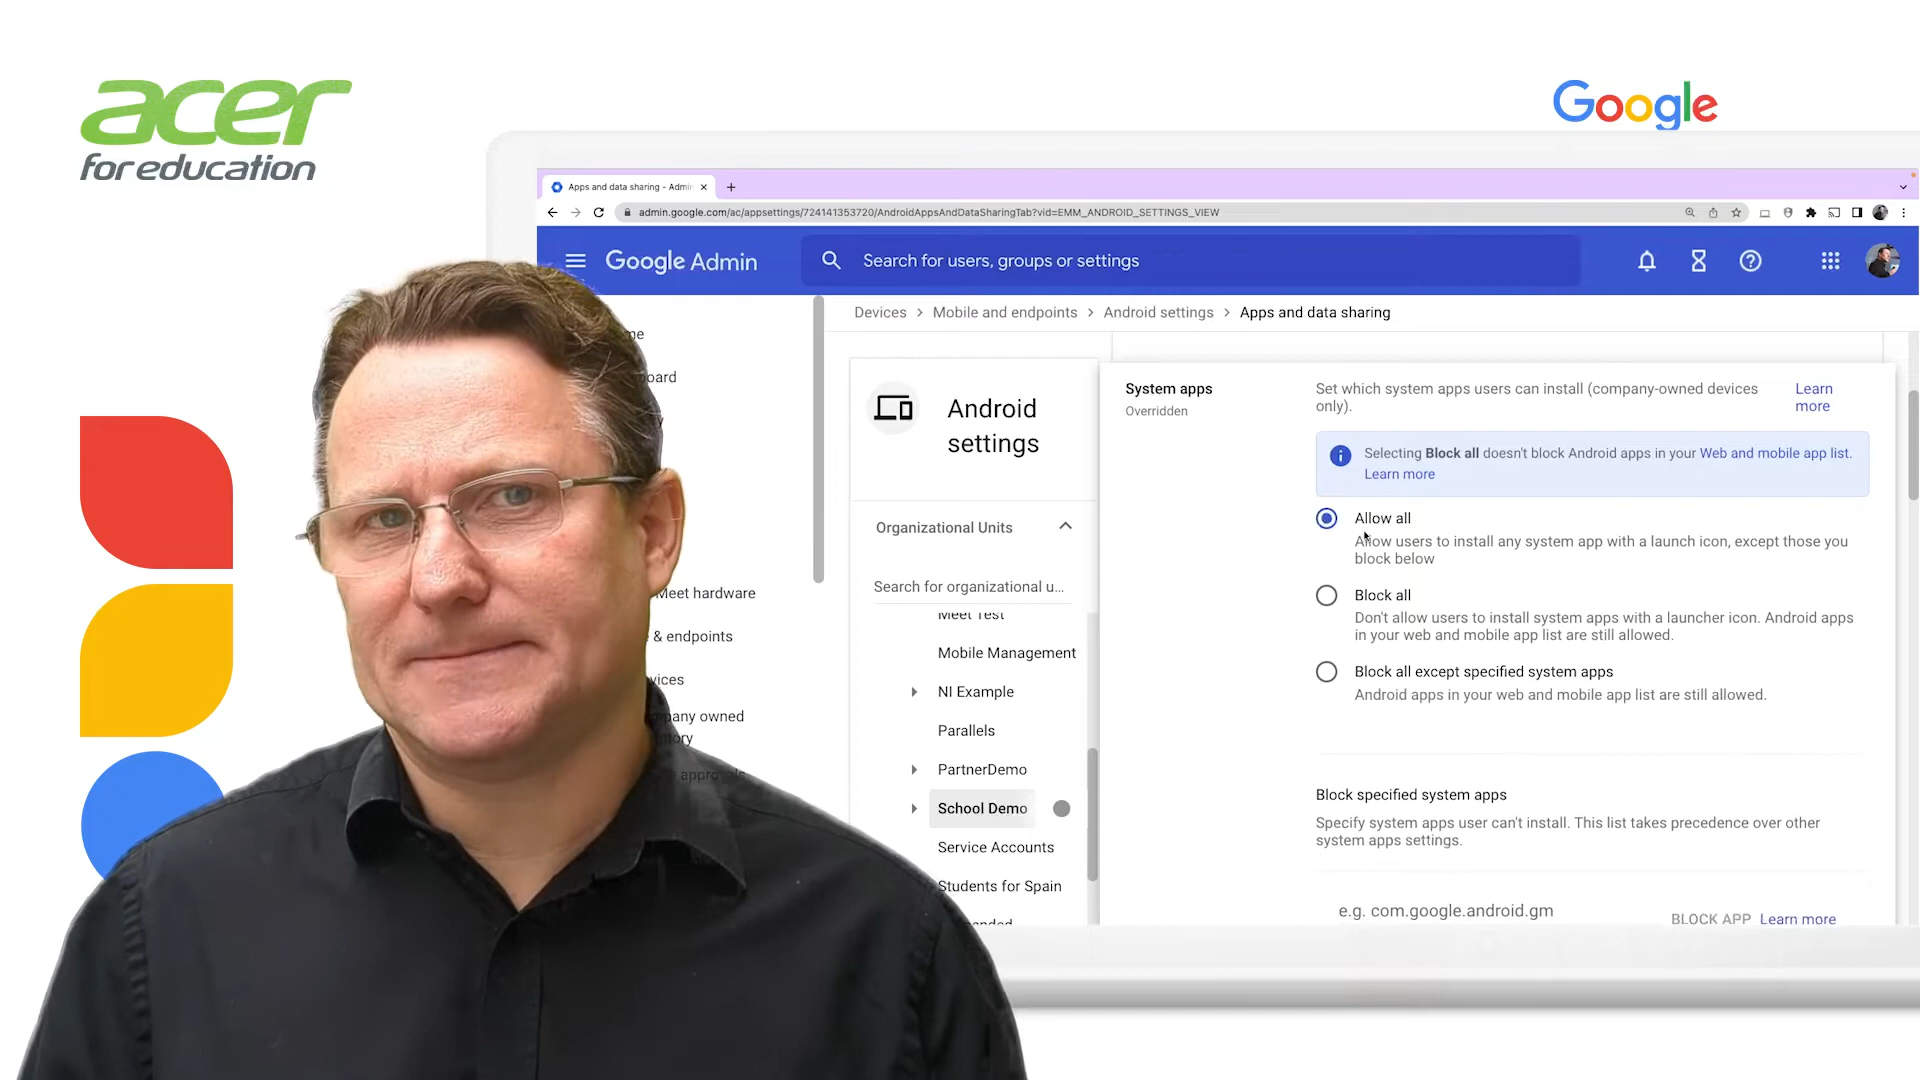 acer
for education
Google
Apps and data sharing - Admin
admin.google.com/ac/appsettings/724141353720/AndroidAppsAndDataSharingTab?vid=EMM_ANDROID_SETTINGS_VIEW
Google Admin
Search for users, groups or settings
Devices > Mobile and endpoints > Android settings > Apps and data sharing
Meet hardware
& endpoints
owned
Android
settings
Organizational Units
Search for organizational u...
Meet Test
Mobile Management
NI Example
Parallels
PartnerDemo
School Demo
Service Accounts
Students for Spain
System apps
Overridden
Set which system apps users can install (company-owned devices
only).
Learn
more
Selecting Block all doesn't block Android apps in your Web and mobile app list.
Learn more
Allow all
Allow users to install any system app with a launch icon, except those you
block below
Block all
Don't allow users to install system apps with a launcher icon. Android apps
in your web and mobile app list are still allowed.
Block all except specified system apps
Android apps in your web and mobile app list are still allowed.
Block specified system apps
Specify system apps user can't install. This list takes precedence over other
system apps settings.
e.g. com.google.android.gm
BLOCK APP Learn more